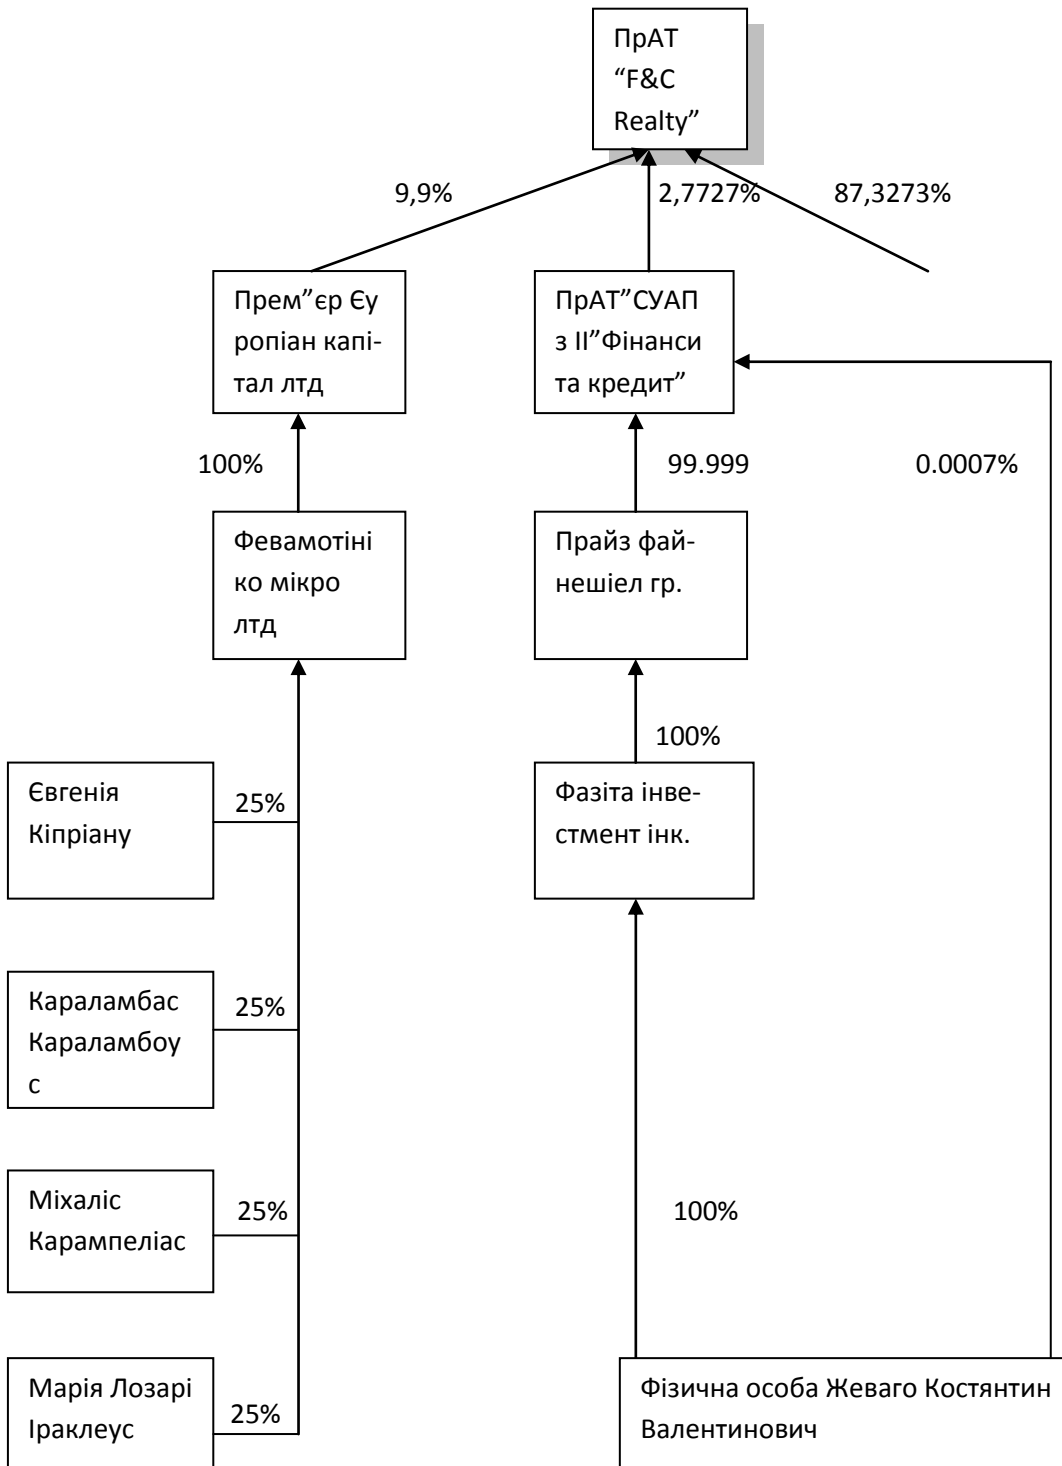 ПрАТ
“F&C
Realty”
9,9%
2,7727%
87,3273%
Прем”єр Єу
ропіан капі-
тал лтд
ПрАТ”СУАП
з ІІ”Фінанси
та кредит”
100%
99.999
0.0007%
Февамотіні
ко мікро
лтд
Прайз фай-
нешіел гр.
100%
Євгенія
Кіпріану
25%
Фазіта інве-
стмент інк.
Караламбас
Караламбоу
с
25%
Міхаліс
Карампеліас
25%
100%
Марія Лозарі
Іраклеус
25%
Фізична особа Жеваго Костянтин
Валентинович